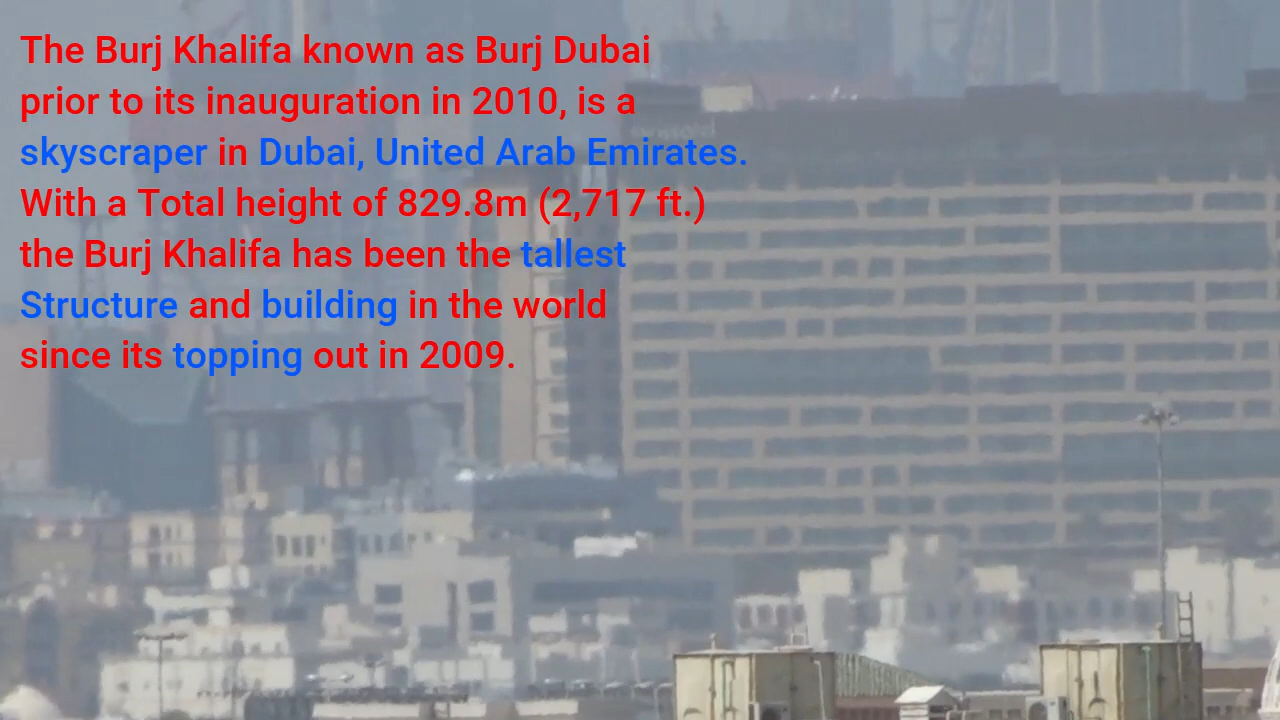 The Burj Khalifa known as Burj Dubai
prior to its inauguration in 2010, is a
skyscraper in Dubai, United Arab Emirates.
With a Total height of 829.8m (2,717 ft.)
the Burj Khalifa has been the tallest
Structure and building in the world
since its topping out in 2009.